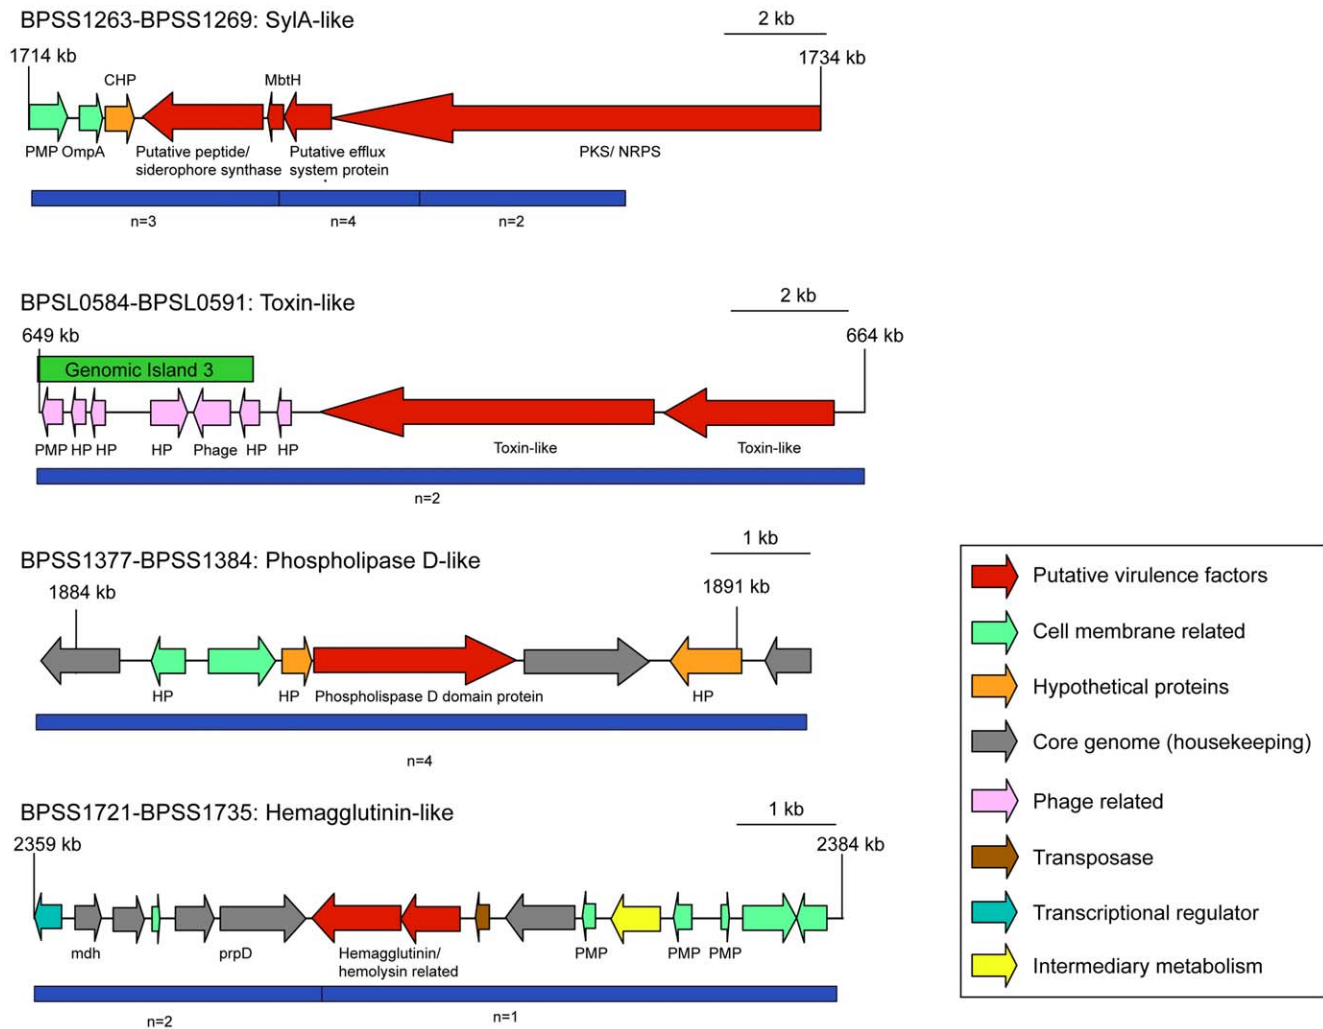 BPSS1263-BPSS1269: SylA-like
2 kb
1714 kb
1734 kb
CHP
MbtH
PMP OmpA
Putative peptide/
siderophore synthase
Putative efflux
system protein
PKS/ NRPS
n=3
n=4
n=2
BPSL0584-BPSL0591: Toxin-like
2 kb
649 kb
664 kb
Genomic Island 3
PMP HP HP
HP
Phage
HP
HP
Toxin-like
Toxin-like
n=2
BPSS1377-BPSS1384: Phospholipase D-like
1 kb
1884 kb
1891 kb
HP
HP
Phospholispase D domain protein
HP
n=4
BPSS1721-BPSS1735: Hemagglutinin-like
1 kb
2359 kb
2384 kb
mdh
prpD
Hemagglutinin/
hemolysin related
PMP
PMP
PMP
n=2
n=1
Putative virulence factors
Cell membrane related
Hypothetical proteins
Core genome (housekeeping)
Phage related
Transposase
Transcriptional regulator
Intermediary metabolism